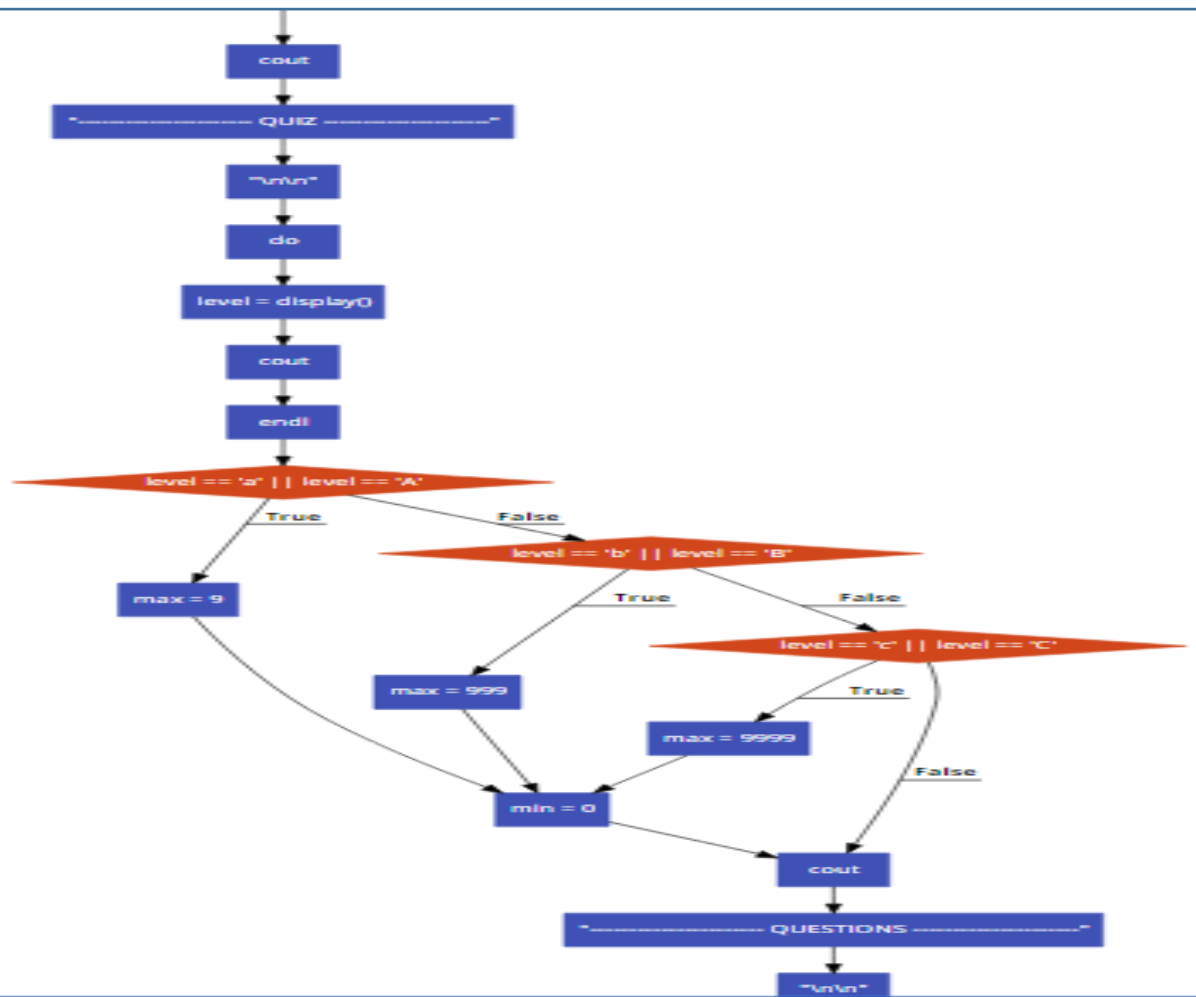 cout
"------------------------- QUIZ ------------------------"
"\n\n"
do
level = display()
cout
endl
level == 'a' || level == 'A'
True
False
level == 'b' || level == 'B'
max = 9
True
False
level == 'c' || level == 'C'
max = 999
True
max = 9999
False
min = 0
cout
"------------------------- QUESTIONS ------------------------"
"\n\n"